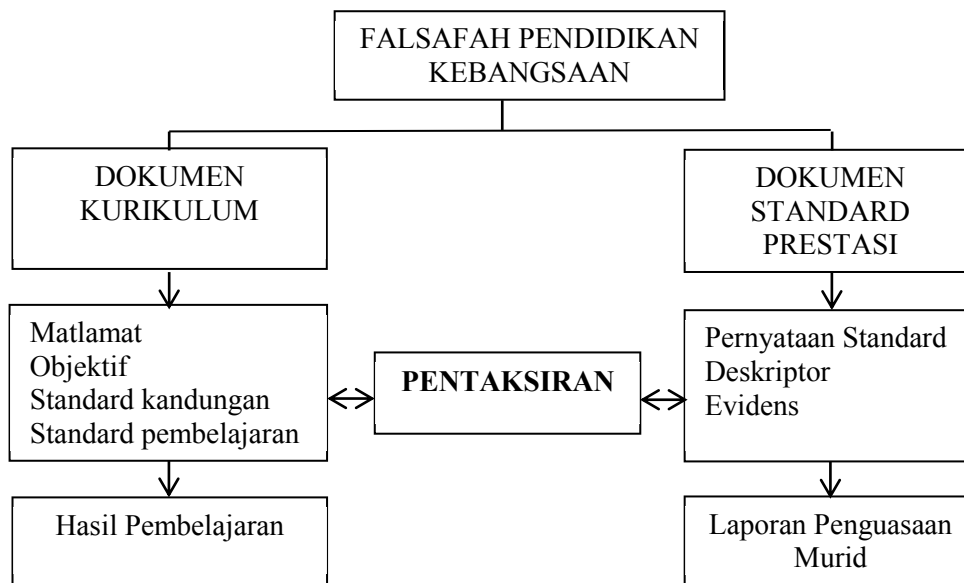 FALSAFAH PENDIDIKAN
KEBANGSAAN
DOKUMEN
KURIKULUM
DOKUMEN
STANDARD
PRESTASI
Matlamat
Objektif
Standard kandungan
Standard pembelajaran
PENTAKSIRAN
Pernyataan Standard
Deskriptor
Evidens
Hasil Pembelajaran
Laporan Penguasaan
Murid